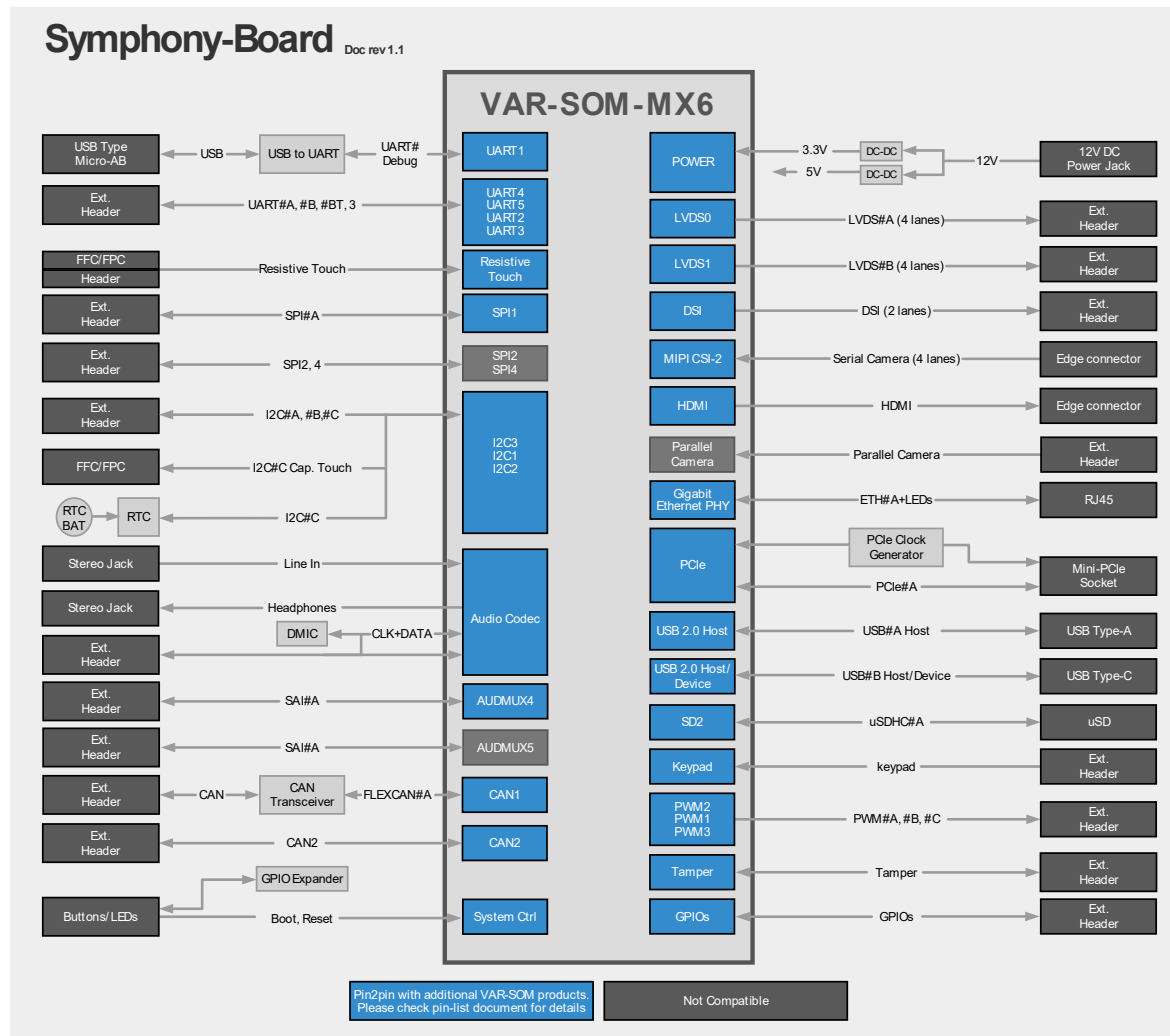 Symphony-Board Doc rev 1.1
VAR-SOM-MX6
USB Type
Micro-AB
USB
USB to UART
UART#
Debug
UART1
Ext.
Header
UART#A, #B, #BT, 3
UART4
UART5
UART2
UART3
FFC/FPC
Header
Resistive Touch
Resistive
Touch
Ext.
Header
SPI#A
SPI1
Ext.
Header
SPI2, 4
SPI2
SPI4
Ext.
Header
I2C#A, #B,#C
I2C3
I2C1
I2C2
FFC/FPC
I2C#C Cap. Touch
RTC
BAT
RTC
I2C#C
Stereo Jack
Line In
Stereo Jack
Headphones
Audio Codec
DMIC
CLK+DATA
Ext.
Header
Ext.
Header
SAI#A
AUDMUX4
Ext.
Header
SAI#A
AUDMUX5
Ext.
Header
CAN
CAN
Transceiver
FLEXCAN#A
CAN1
Ext.
Header
CAN2
CAN2
GPIO Expander
Buttons/LEDs
Boot, Reset
System Ctrl
POWER
3.3V
DC-DC
5V
DC-DC
12V
12V DC
Power Jack
LVDS0
LVDS#A (4 lanes)
Ext.
Header
LVDS1
LVDS#B (4 lanes)
Ext.
Header
DSI
DSI (2 lanes)
Ext.
Header
MIPI CSI-2
Serial Camera (4 lanes)
Edge connector
HDMI
HDMI
Edge connector
Parallel
Camera
Parallel Camera
Ext.
Header
Gigabit
Ethernet PHY
ETH#A+LEDs
RJ45
PCIe
PCIe Clock
Generator
PCIe#A
Mini-PCIe
Socket
USB 2.0 Host
USB#A Host
USB Type-A
USB 2.0 Host/
Device
USB#B Host/Device
USB Type-C
SD2
uSDHC#A
uSD
Keypad
keypad
Ext.
Header
PWM2
PWM1
PWM3
PWM#A, #B, #C
Ext.
Header
Tamper
Tamper
Ext.
Header
GPIOs
GPIOs
Ext.
Header
Pin2pin with additional VAR-SOM products.
Please check pin-list document for details
Not Compatible